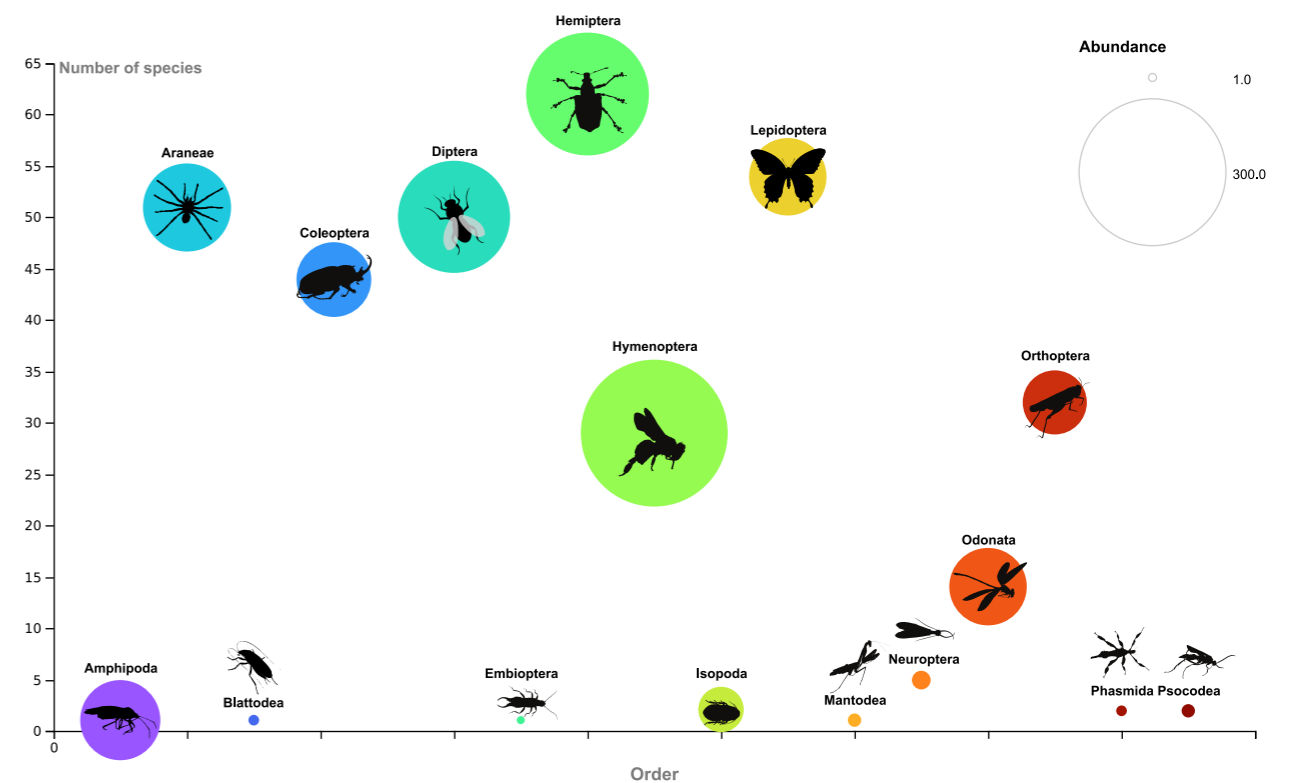 Hemiptera
Abundance
65
Number of species
1.0
60
Lepidoptera
Araneae
Diptera
55
300.0
50
Coleoptera
45
40
Hymenoptera
Orthoptera
35
30
25
20
Odonata
15
10
Neuroptera
Amphipoda
Embioptera
Isopoda
5
Phasmida Psocodea
Blattodea
Mantodea
0
0
Order